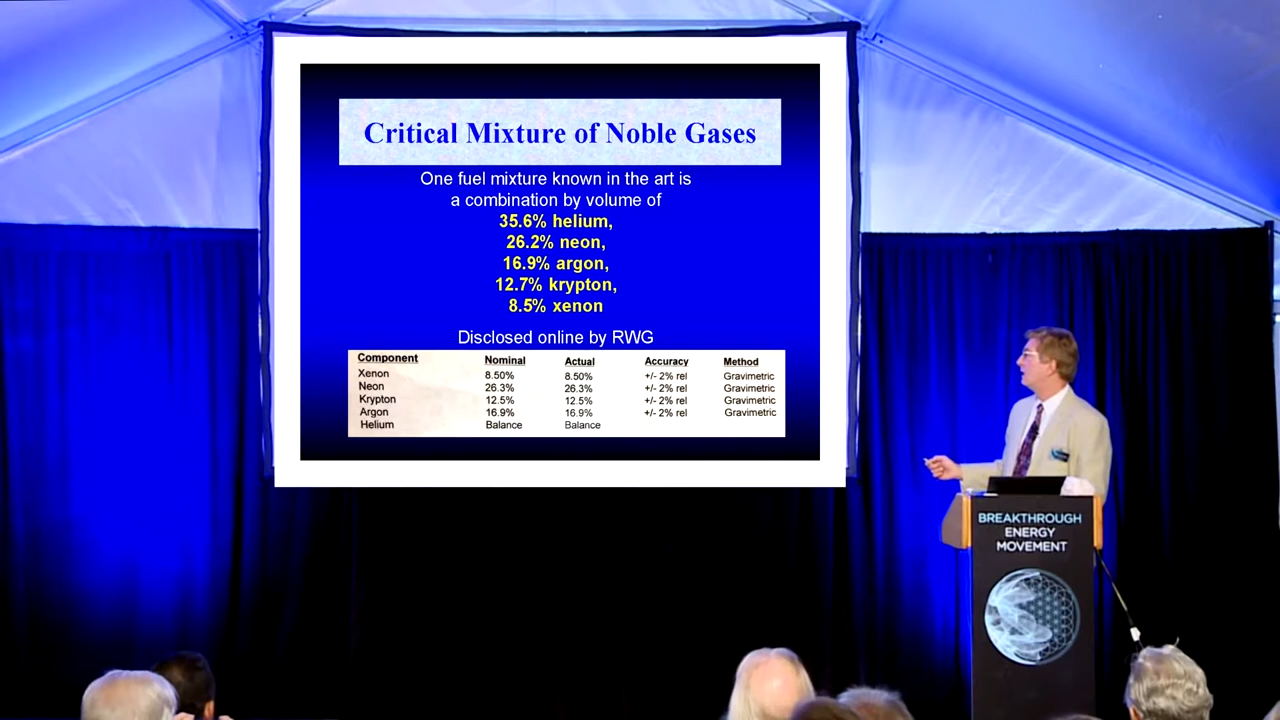 Critical Mixture of Noble Gases
One fuel mixture known in the art is
a combination by volume of
35.6% helium,
26.2% neon,
16.9% argon,
12.7% krypton,
8.5% xenon
Disclosed online by RWG
Component Nominal Actual Accuracy Method
Xenon 8.50% 8.50% +/- 2% rel Gravimetric
Neon 26.3% 26.3% +/- 2% rel Gravimetric
Krypton 12.5% 12.5% +/- 2% rel Gravimetric
Argon 16.9% 16.9% +/- 2% rel Gravimetric
Helium Balance Balance
BREAKTHROUGH
ENERGY
MOVEMENT